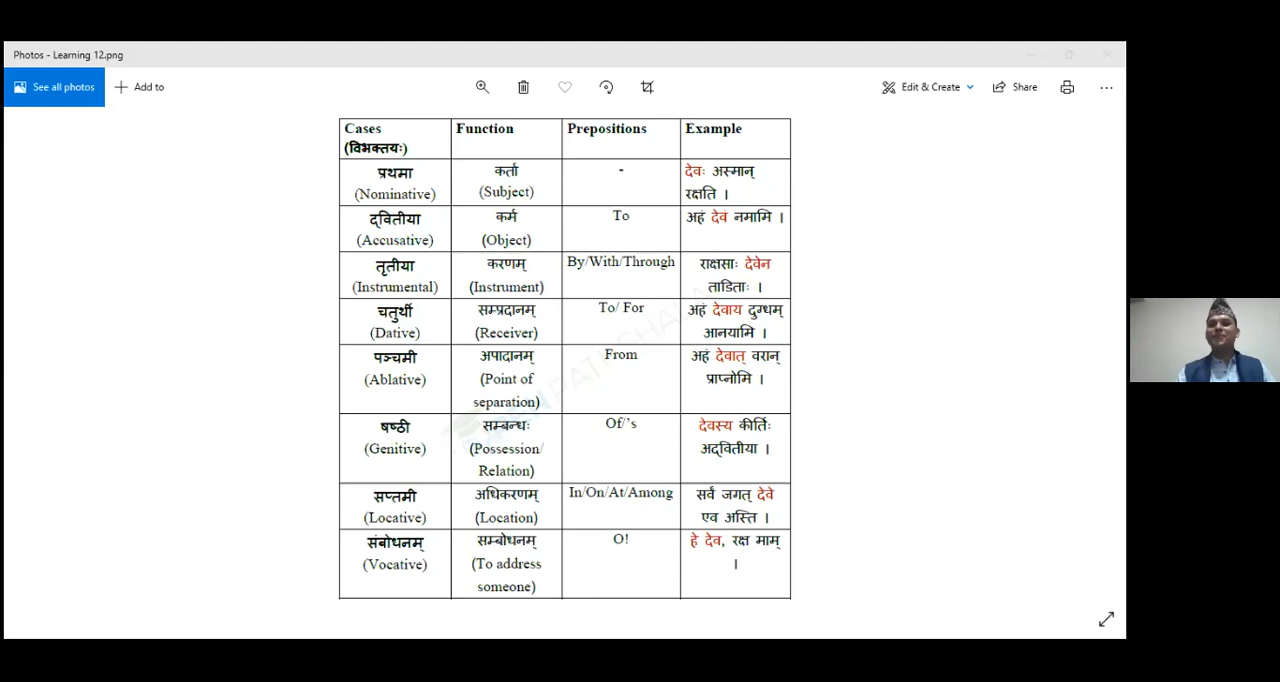 Photos - Learning 12.png
See all photos
Add to
Edit & Create
Share
Cases Function Prepositions Example
(विभक्तयः)
प्रथमा कर्ता - देवः अस्मान्
(Nominative) (Subject) रक्षति ।
द्वितीया कर्म To अहं देवं नमामि ।
(Accusative) (Object)
तृतीया करणम् By/With/Through राक्षसाः देवेन
(Instrumental) (Instrument) ताडिताः ।
चतुर्थी सम्प्रदानम् To/ For अहं देवाय दुग्धम्
(Dative) (Receiver) आनयामि ।
पञ्चमी अपादानम् From अहं देवात् वरान्
(Ablative) (Point of प्राप्नोमि ।
separation)
षष्ठी सम्बन्धः Of/'s देवस्य कीर्तिः
(Genitive) (Possession/ अद्वितीया ।
Relation)
सप्तमी अधिकरणम् In/On/At/Among सर्वं जगत् देवे
(Locative) (Location) एव अस्ति ।
संबोधनम् सम्बोधनम् O! हे देव, रक्ष माम्
(Vocative) (To address ।
someone)